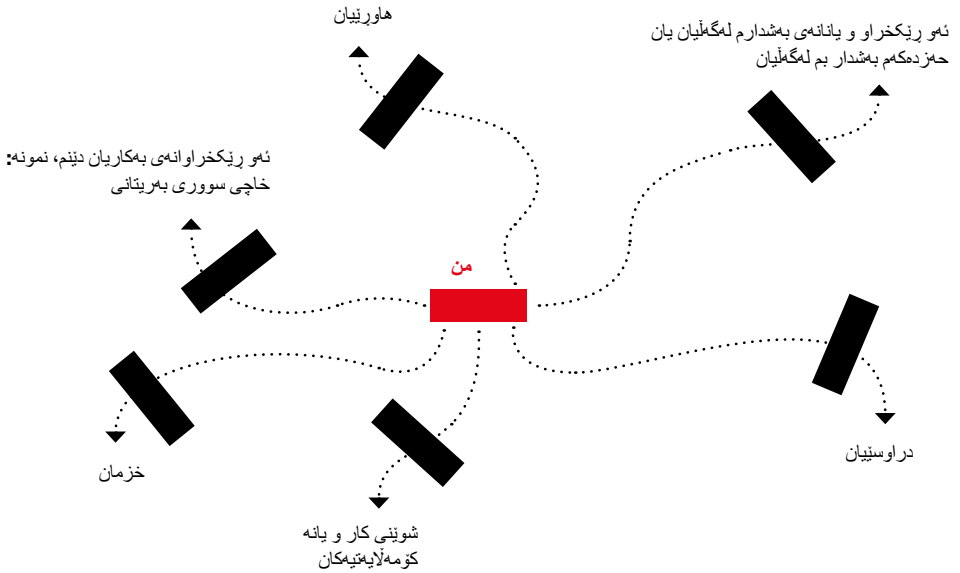 هاوڕێیان
ئەو ڕێکخراو و یانانەی بەشدارم لەگەڵیان یان
حەزدەکەم بەشدار بم لەگەڵیان
ئەو ڕێکخراوانەی بەکاریان دێنم، نمونە:
خاچی سووری بەریتانی
من
دراوسێیان
خزمان
شوێنی کار و یانە
کۆمەڵایەتیەکان